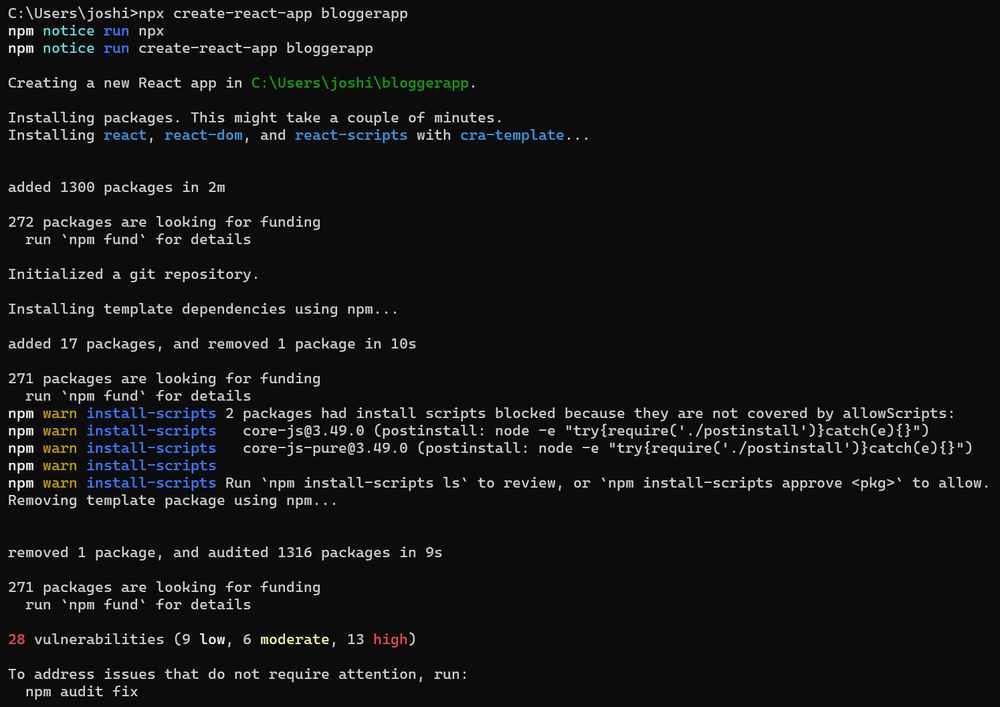 C:\Users\joshi>npx create-react-app bloggerapp
npm notice run npx
npm notice run create-react-app bloggerapp
Creating a new React app in C:\Users\joshi\bloggerapp.
Installing packages. This might take a couple of minutes.
Installing react, react-dom, and react-scripts with cra-template...
added 1300 packages in 2m
272 packages are looking for funding
  run `npm fund` for details
Initialized a git repository.
Installing template dependencies using npm...
added 17 packages, and removed 1 package in 10s
271 packages are looking for funding
  run `npm fund` for details
npm warn install-scripts 2 packages had install scripts blocked because they are not covered by allowScripts:
npm warn install-scripts   core-js@3.49.0 (postinstall: node -e "try{require('./postinstall')}catch(e){}")
npm warn install-scripts   core-js-pure@3.49.0 (postinstall: node -e "try{require('./postinstall')}catch(e){}")
npm warn install-scripts
npm warn install-scripts Run `npm install-scripts ls` to review, or `npm install-scripts approve <pkg>` to allow.
Removing template package using npm...
removed 1 package, and audited 1316 packages in 9s
271 packages are looking for funding
  run `npm fund` for details
28 vulnerabilities (9 low, 6 moderate, 13 high)
To address issues that do not require attention, run:
  npm audit fix